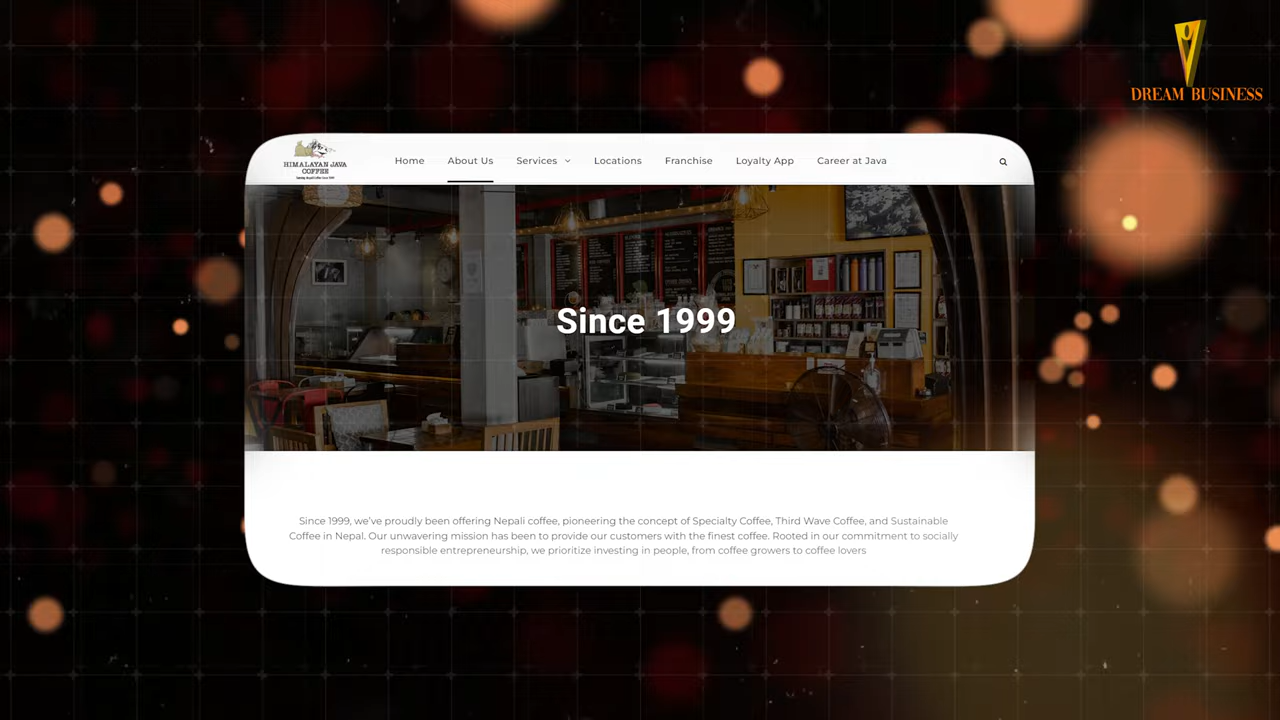 DREAM BUSINESS
HIMALAYAN JAVA
COFFEE
Home About Us Services Locations Franchise Loyalty App Career at Java
Since 1999
Since 1999, we've proudly been offering Nepali coffee, pioneering the concept of Specialty Coffee, Third Wave Coffee, and Sustainable
Coffee in Nepal. Our unwavering mission has been to provide our customers with the finest coffee. Rooted in our commitment to socially
responsible entrepreneurship, we prioritize investing in people, from coffee growers to coffee lovers